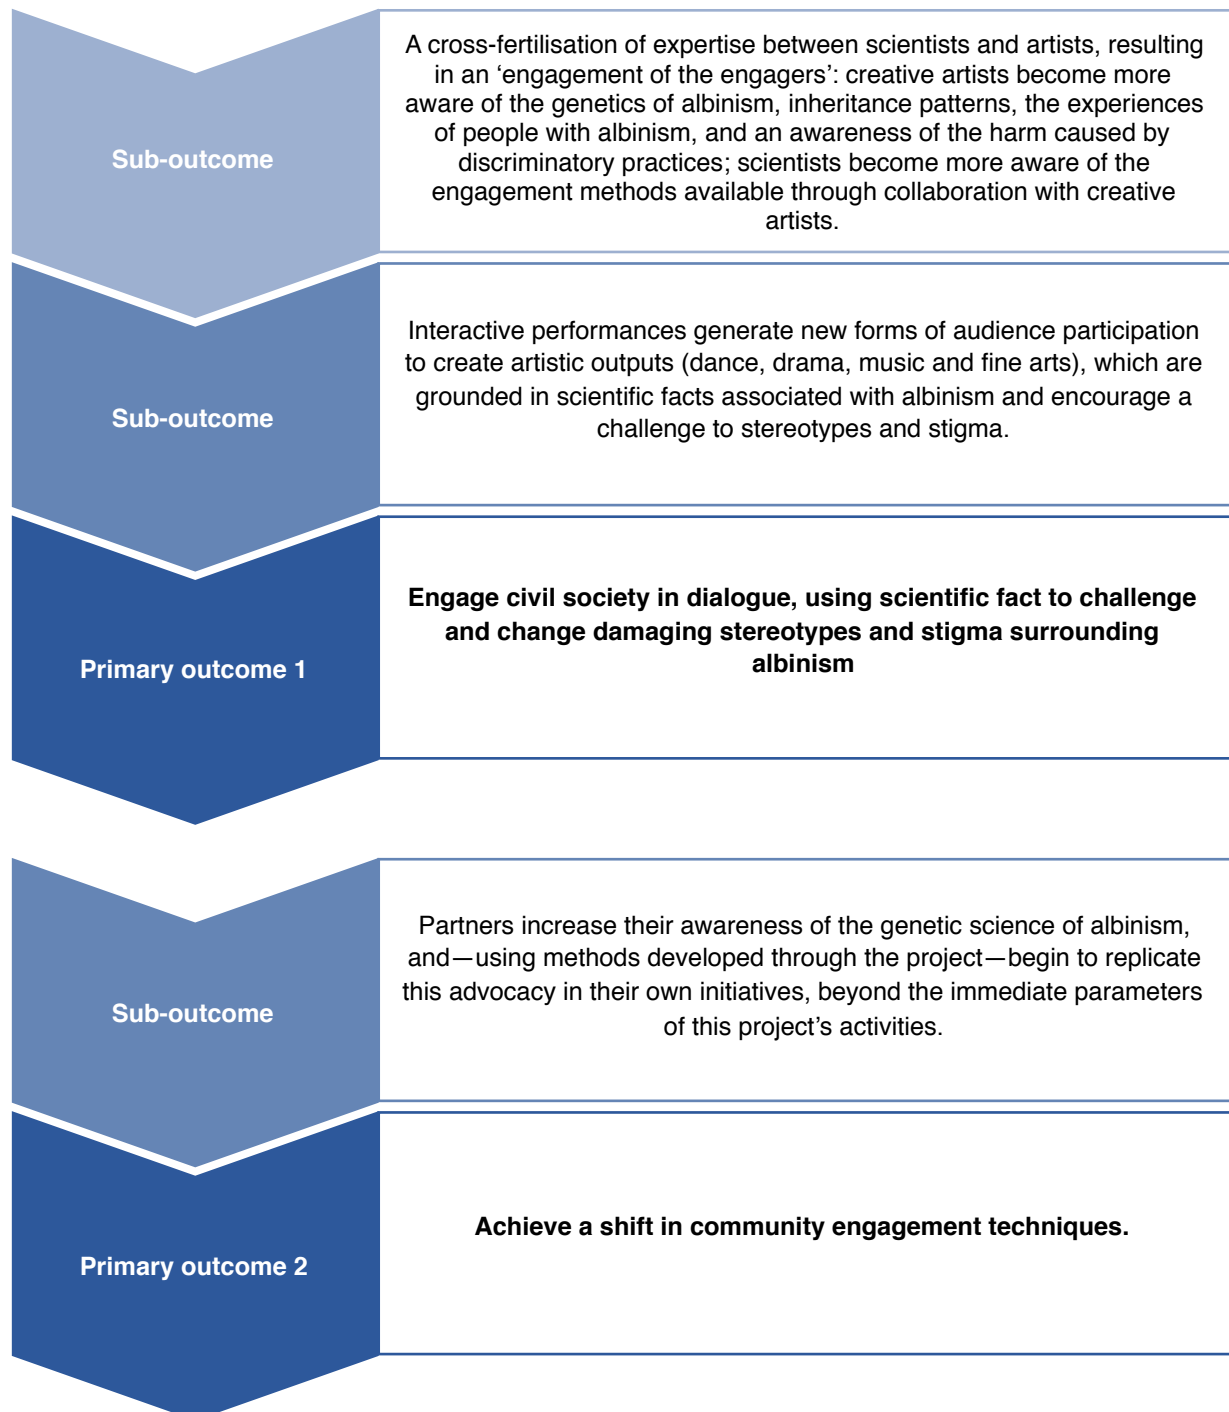 Sub-outcome
A cross-fertilisation of expertise between scientists and artists, resulting
in an ‘engagement of the engagers’: creative artists become more
aware of the genetics of albinism, inheritance patterns, the experiences
of people with albinism, and an awareness of the harm caused by
discriminatory practices; scientists become more aware of the
engagement methods available through collaboration with creative
artists.
Sub-outcome
Interactive performances generate new forms of audience participation
to create artistic outputs (dance, drama, music and fine arts), which are
grounded in scientific facts associated with albinism and encourage a
challenge to stereotypes and stigma.
Primary outcome 1
Engage civil society in dialogue, using scientific fact to challenge
and change damaging stereotypes and stigma surrounding
albinism
Sub-outcome
Partners increase their awareness of the genetic science of albinism,
and—using methods developed through the project—begin to replicate
this advocacy in their own initiatives, beyond the immediate parameters
of this project’s activities.
Primary outcome 2
Achieve a shift in community engagement techniques.